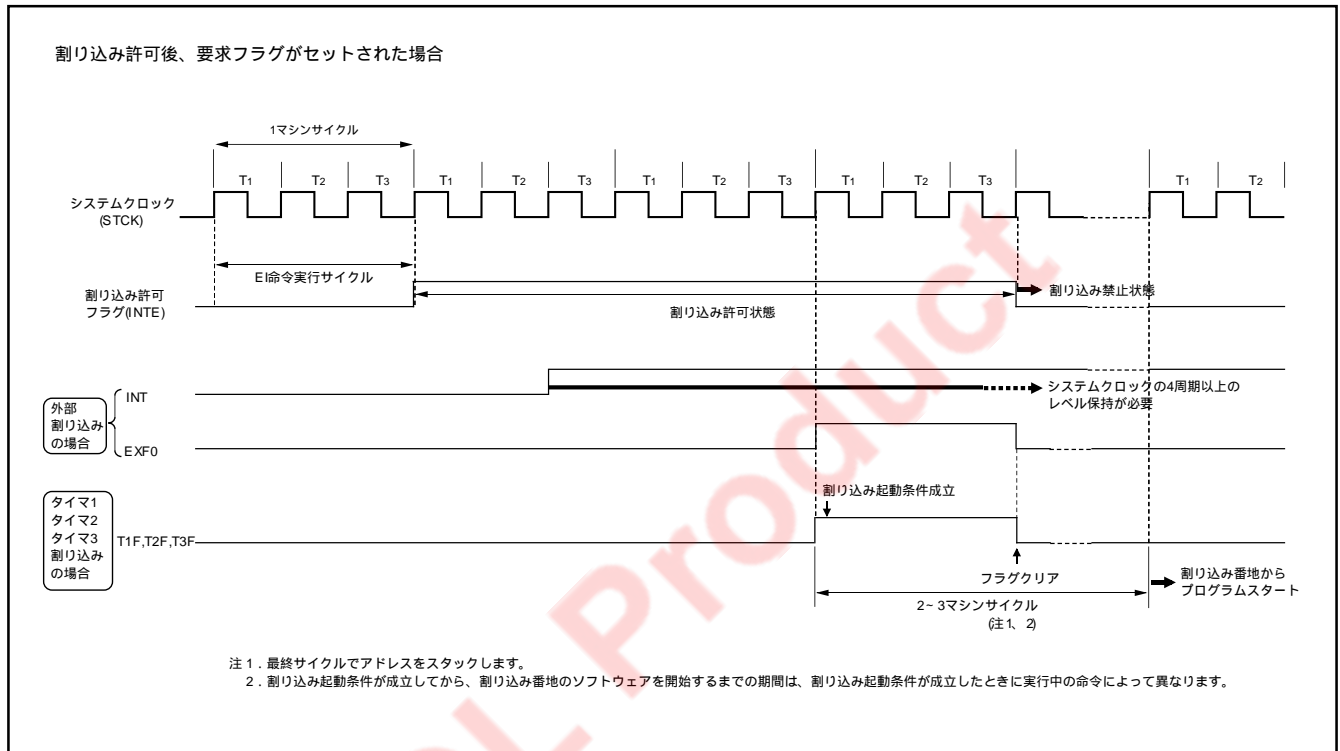 割り込み許可後、要求フラグがセットされた場合
1マシンサイクル
T1 T2 T3 T1 T2 T3 T1 T2 T3 T1 T2 T3 T1 T2
システムクロック
(STCK)
EI命令実行サイクル
割り込み許可
フラグ(INTE)
割り込み許可状態
割り込み禁止状態
外部
割り込み
の場合
INT
EXF0
システムクロックの4周期以上の
レベル保持が必要
割り込み起動条件成立
タイマ1
タイマ2
タイマ3
割り込み
の場合
T1F,T2F,T3F
フラグクリア
2~3マシンサイクル
(注1、2)
割り込み番地から
プログラムスタート
注1．最終サイクルでアドレスをスタックします。
2．割り込み起動条件が成立してから、割り込み番地のソフトウェアを開始するまでの期間は、割り込み起動条件が成立したときに実行中の命令によって異なります。
L Product